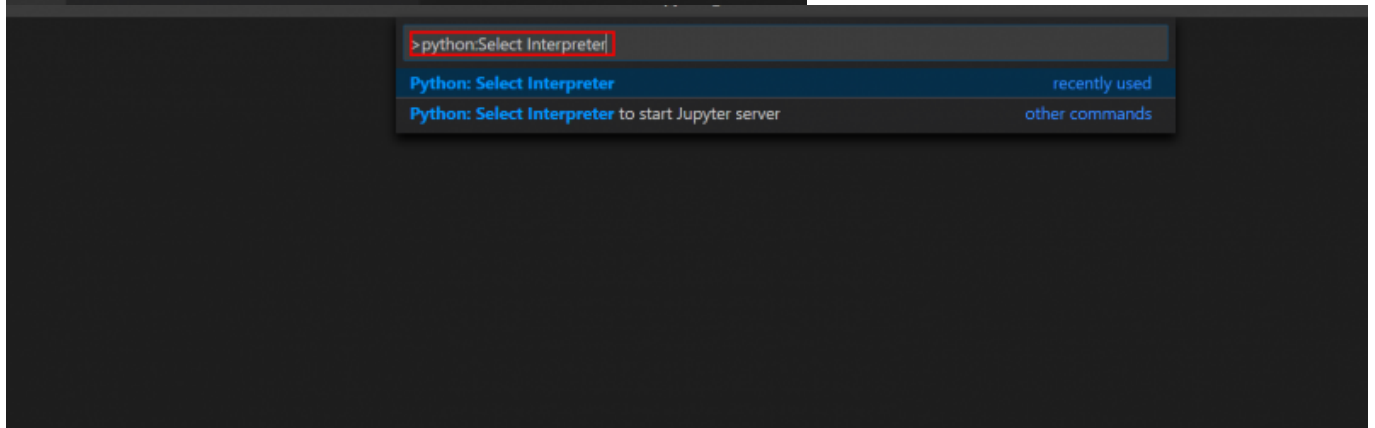 >python:Select Interpreter
Python: Select Interpreter recently used
Python: Select Interpreter to start Jupyter server other commands